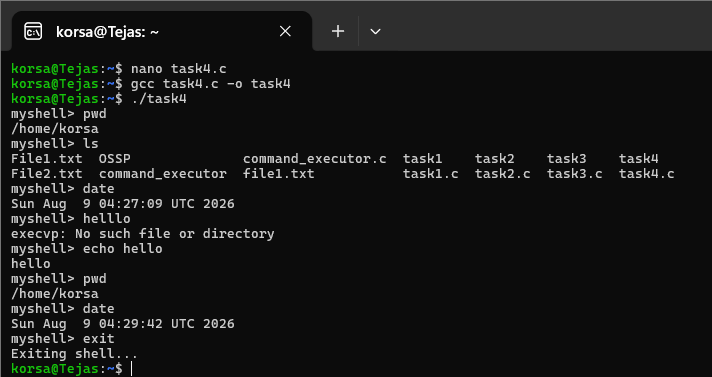 korsa@Tejas: ~
korsa@Tejas:~$ nano task4.c
korsa@Tejas:~$ gcc task4.c -o task4
korsa@Tejas:~$ ./task4
myshell> pwd
/home/korsa
myshell> ls
File1.txt  OSSP              command_executor.c  task1    task2    task3    task4
File2.txt  command_executor  file1.txt           task1.c  task2.c  task3.c  task4.c
myshell> date
Sun Aug  9 04:27:09 UTC 2026
myshell> helllo
execvp: No such file or directory
myshell> echo hello
hello
myshell> pwd
/home/korsa
myshell> date
Sun Aug  9 04:29:42 UTC 2026
myshell> exit
Exiting shell...
korsa@Tejas:~$